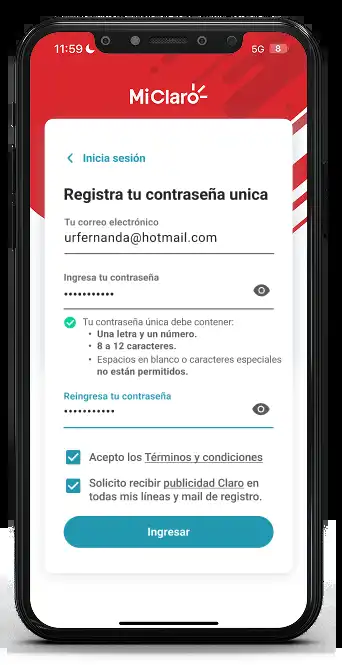 11:59
5G 8
MiClaro
Inicia sesión
Registra tu contraseña unica
Tu correo electrónico
urfernanda@hotmail.com
Ingresa tu contraseña
•••••••••••
Tu contraseña única debe contener:
• Una letra y un número.
• 8 a 12 caracteres.
• Espacios en blanco o caracteres especiales
no están permitidos.
Reingresa tu contraseña
•••••••••••
Acepto los Términos y condiciones
Solicito recibir publicidad Claro en
todas mis líneas y mail de registro.
Ingresar